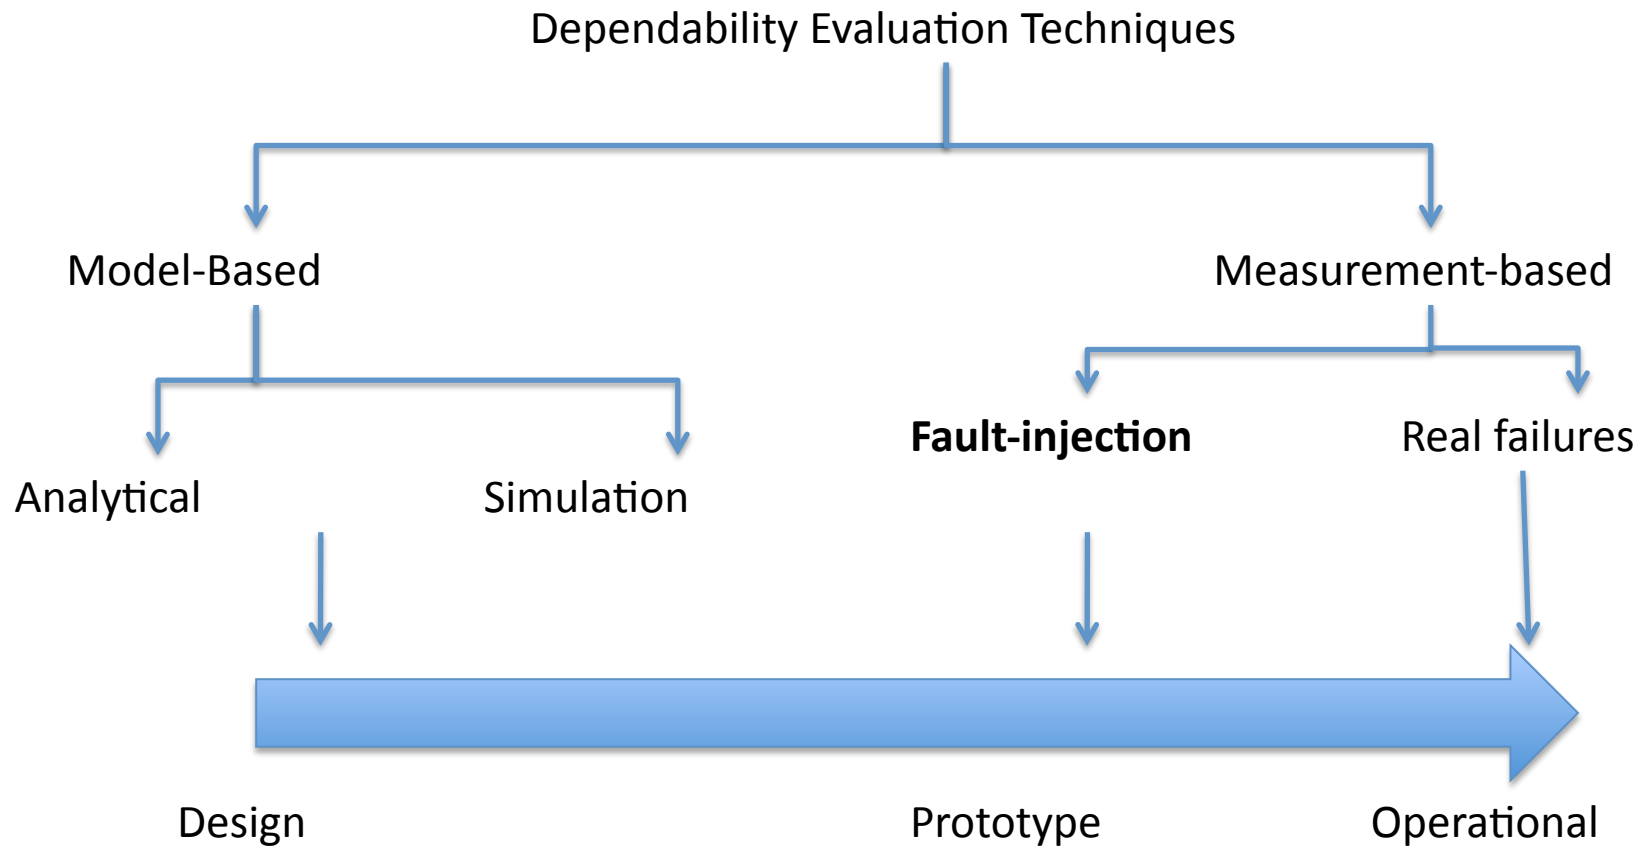 Dependability Evaluation Techniques
Model-Based
Measurement-based
Fault-injection
Real failures
Analytical
Simulation
Design
Prototype
Operational